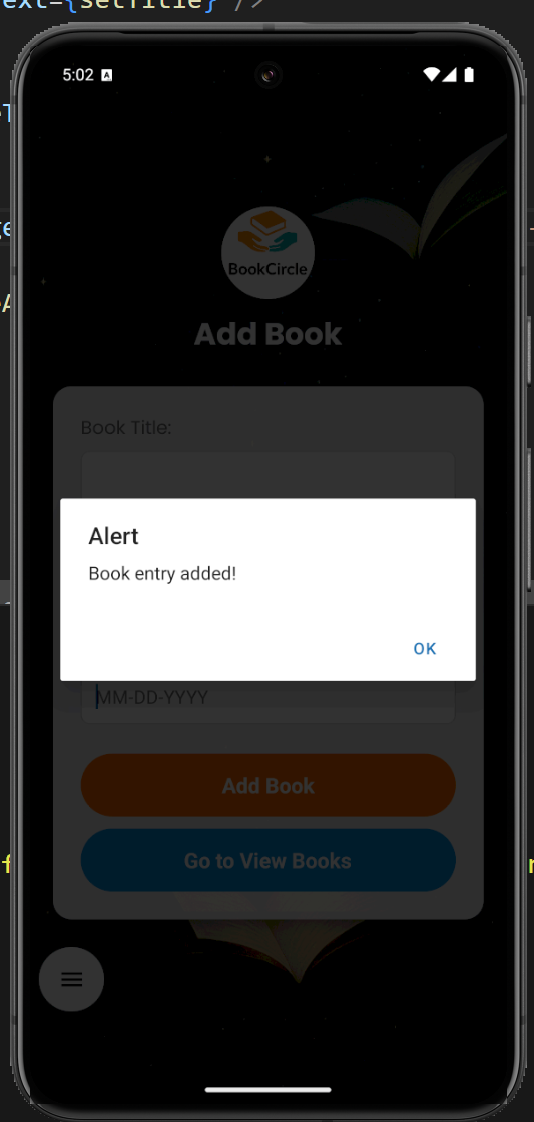 ext={setTitle} />
5:02 A
BookCircle
Add Book
Book Title:
Alert
Book entry added!
OK
MM-DD-YYYY
Add Book
Go to View Books